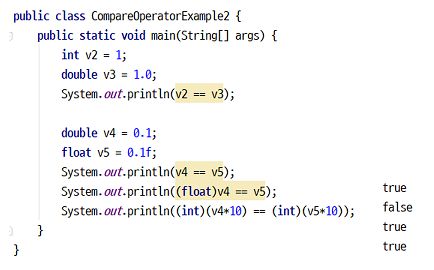 public class CompareOperatorExample2 {
public static void main(String[] args) {
int v2 = 1;
double v3 = 1.0;
System.out.println(v2 == v3);
double v4 = 0.1;
float v5 = 0.1f;
System.out.println(v4 == v5);
System.out.println((float)v4 == v5);
System.out.println((int)(v4*10) == (int)(v5*10));
}
}
true
false
true
true